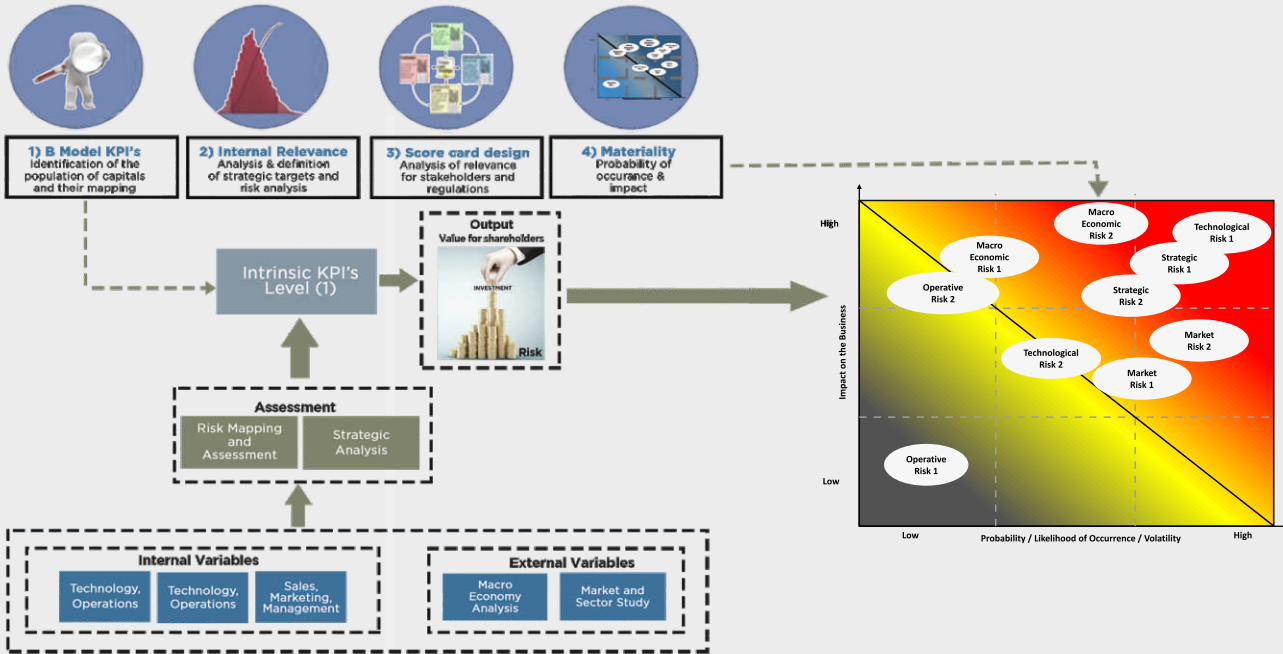 1) B Model KPI's
Identification of the
population of capitals
and their mapping
2) Internal Relevance
Analysis & definition
of strategic targets and
risk analysis
3) Score card design
Analysis of relevance
for stakeholders and
regulations
4) Materiality
Probability of
occurance &
impact
Intrinsic KPI's
Level (1)
Output
Value for shareholders
INVESTMENT
Risk
Assessment
Risk Mapping
and
Assessment
Strategic
Analysis
Internal Variables
Technology,
Operations
Technology,
Operations
Sales,
Marketing,
Management
External Variables
Macro
Economy
Analysis
Market and
Sector Study
High
Low
Impact on the Business
Macro
Economic
Risk 2
Technological
Risk 1
Macro
Economic
Risk 1
Strategic
Risk 1
Operative
Risk 2
Strategic
Risk 2
Market
Risk 2
Technological
Risk 2
Market
Risk 1
Operative
Risk 1
Low
Probability / Likelihood of Occurrence / Volatility
High